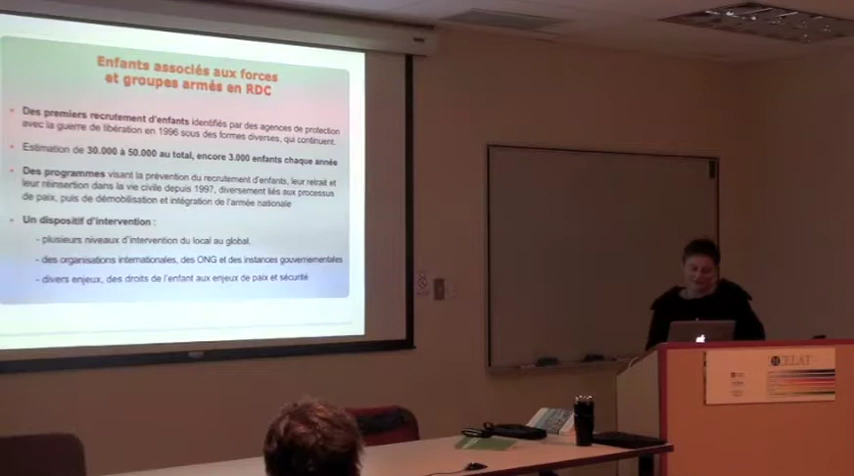 Enfants associés aux forces
et groupes armés en RDC
• Des premiers recrutement d'enfants identifiés par des agences de protection
avec la guerre de libération en 1996 sous des formes diverses, qui continuent.
• Estimation de 30.000 à 50.000 au total, encore 3.000 enfants chaque année
• Des programmes visant la prévention du recrutement d'enfants, leur retrait et
leur réinsertion dans la vie civile depuis 1997, diversement liés aux processus
de paix, puis de démobilisation et intégration de l'armée nationale
• Un dispositif d'intervention :
- plusieurs niveaux d'intervention du local au global.
- des organisations internationales, des ONG et des instances gouvernementales
- divers enjeux, des droits de l'enfant aux enjeux de paix et sécurité
CELAT